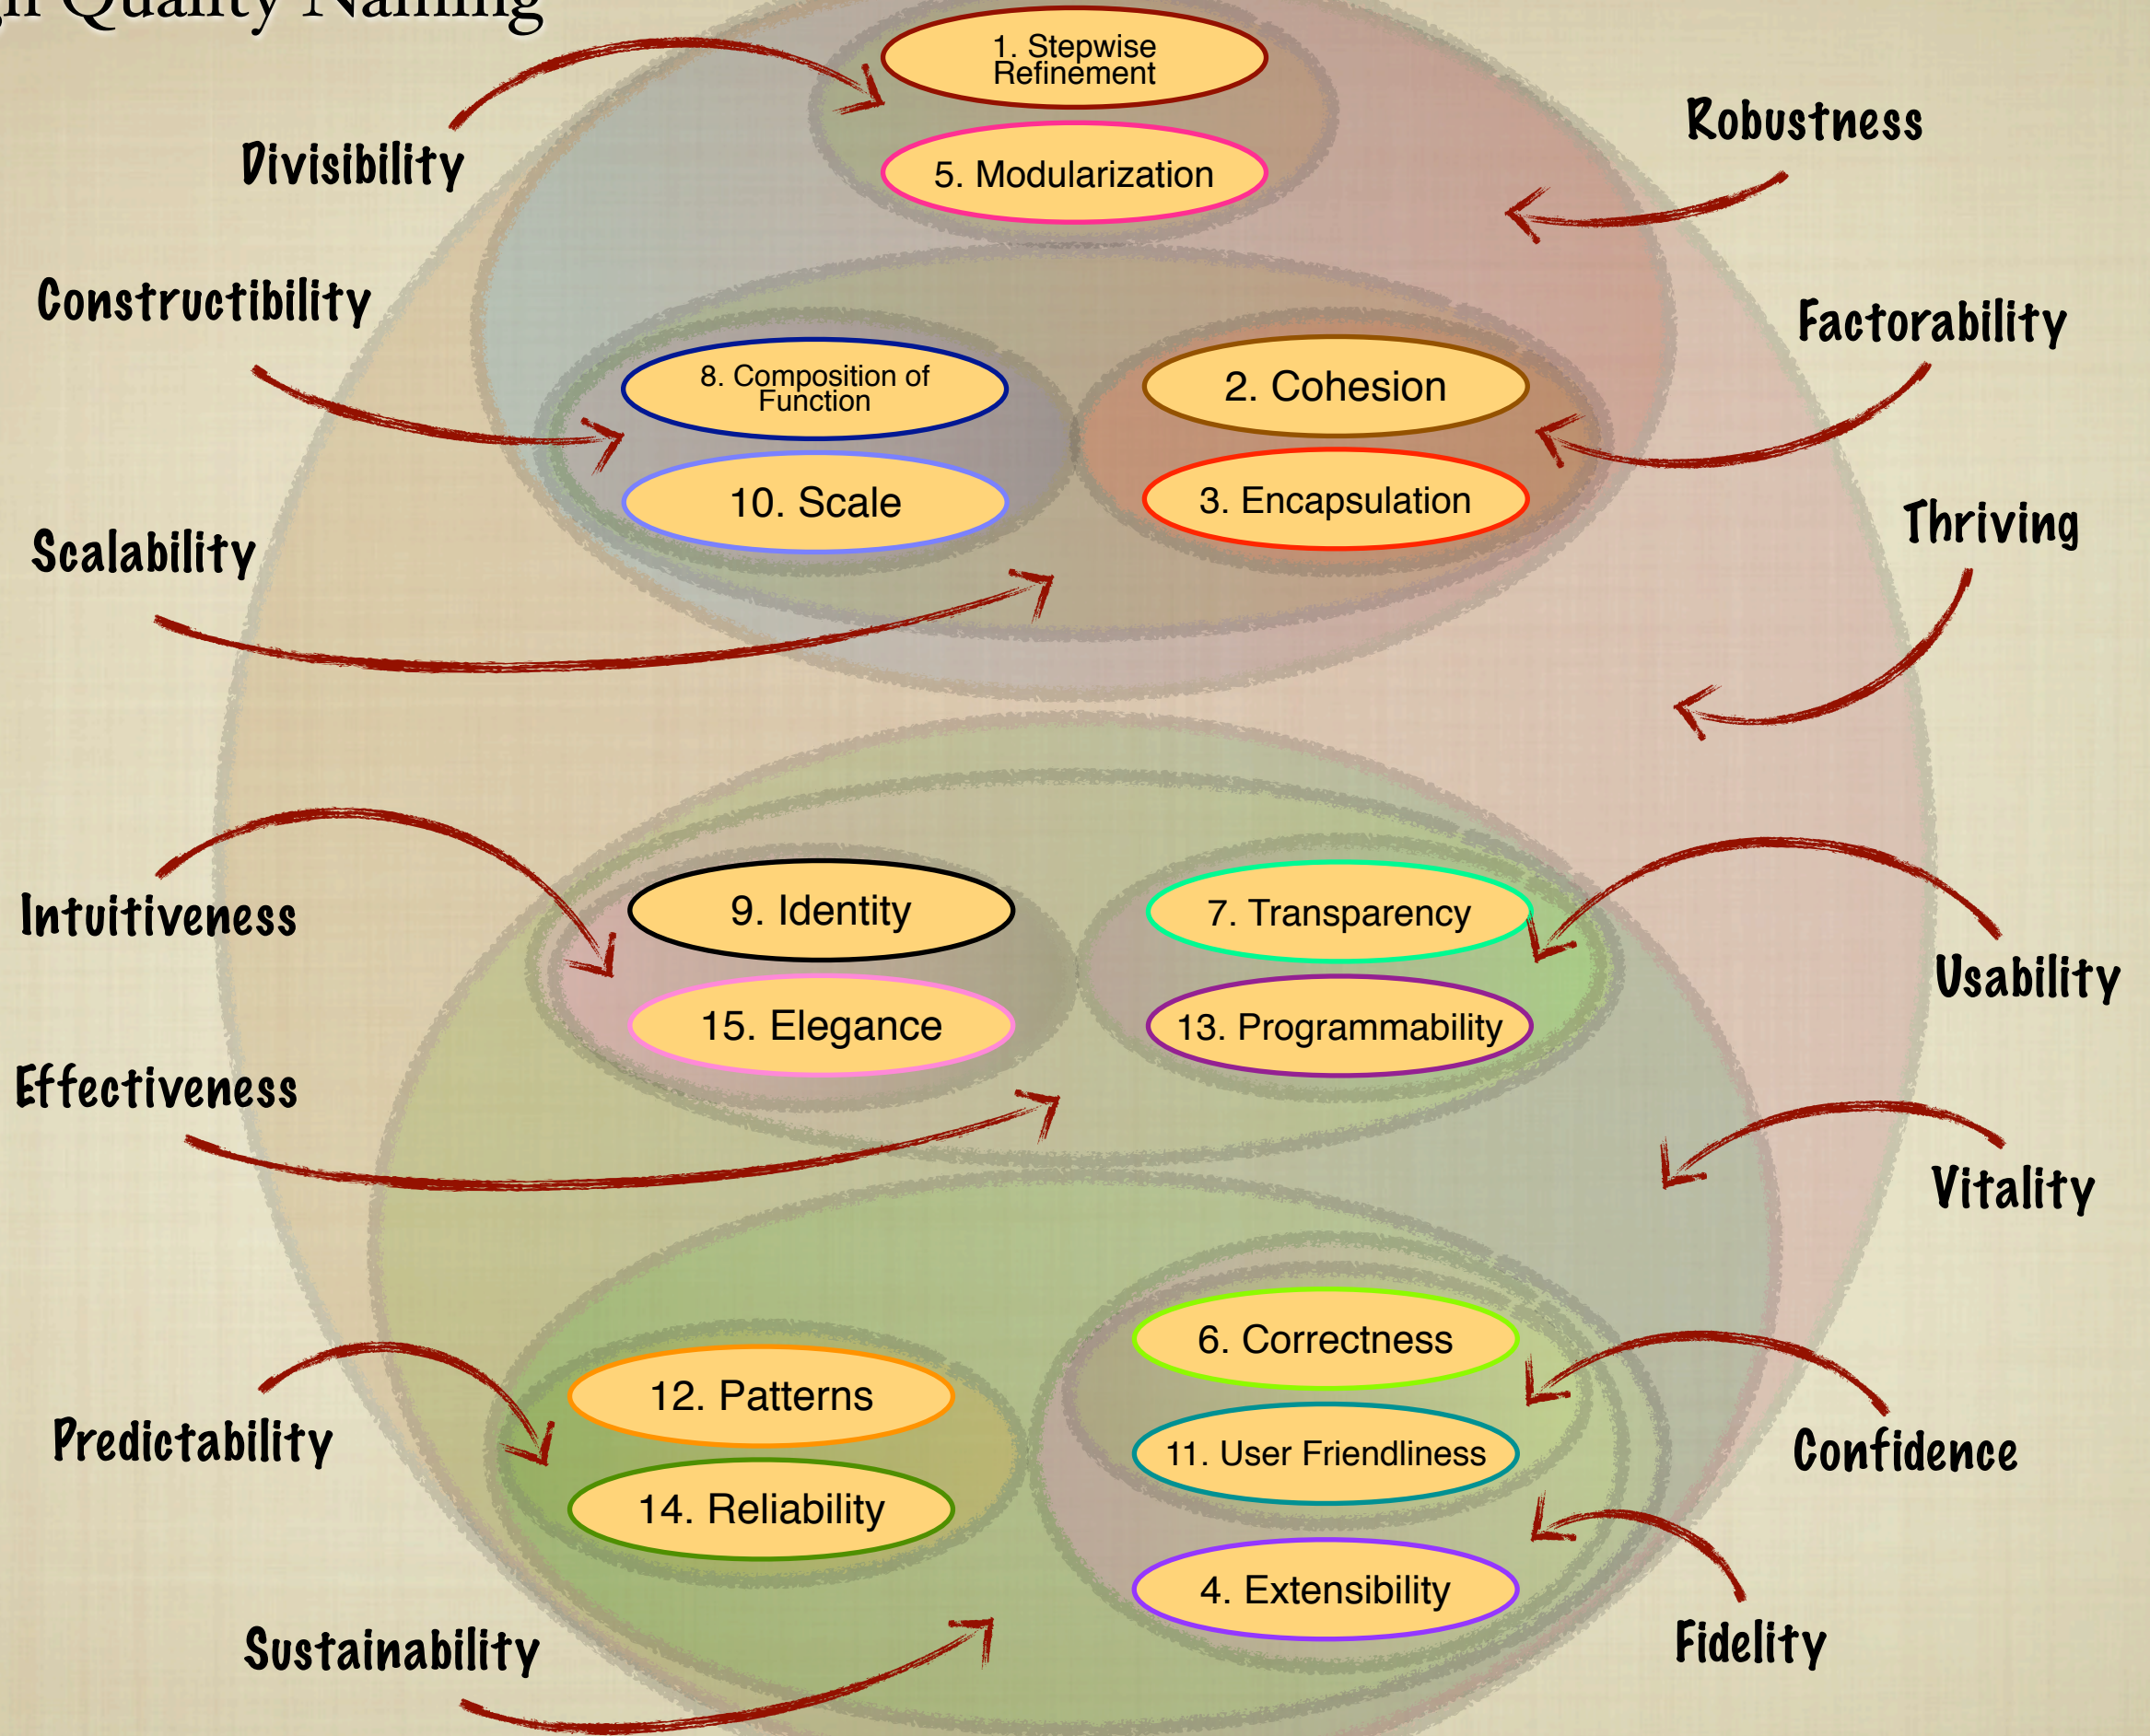 Quality Naming
1. Stepwise
Refinement
Robustness
Divisibility
5. Modularization
Constructibility
Factorability
8. Composition of
Function
2. Cohesion
10. Scale
3. Encapsulation
Thriving
Scalability
9. Identity
7. Transparency
Intuitiveness
Usability
15. Elegance
13. Programmability
Effectiveness
Vitality
6. Correctness
12. Patterns
Predictability
11. User Friendliness
Confidence
14. Reliability
4. Extensibility
Sustainability
Fidelity